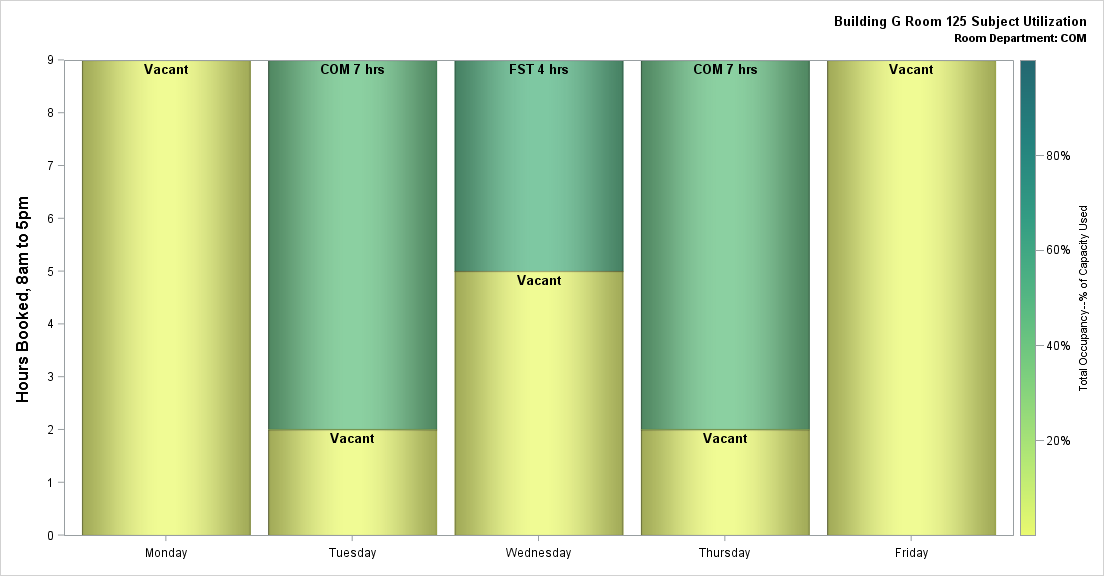 Building G Room 125 Subject Utilization
Room Department: COM
Hours Booked, 8am to 5pm
9
8
7
6
5
4
3
2
1
0
Vacant
COM 7 hrs
FST 4 hrs
COM 7 hrs
Vacant
Vacant
Vacant
Vacant
Monday
Tuesday
Wednesday
Thursday
Friday
80%
60%
40%
20%
Total Occupancy--% of Capacity Used